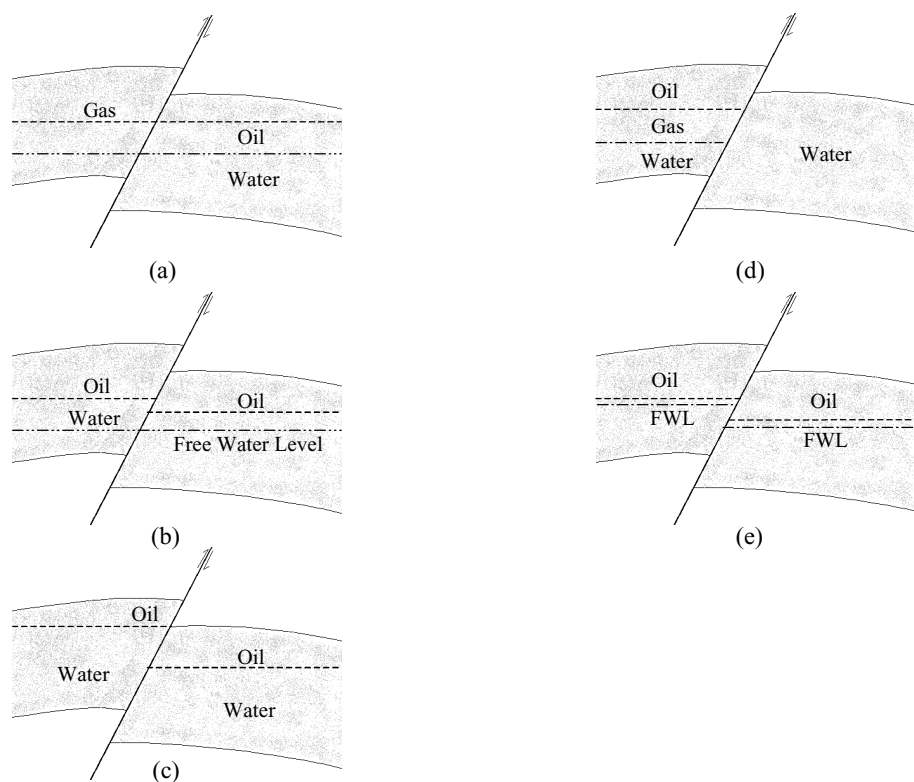 Gas
Oil
Water
(a)
Oil
Gas
Water
Water
(d)
Oil
Oil
Water
Free Water Level
(b)
Oil
Oil
FWL
FWL
(e)
Oil
Oil
Water
Water
(c)